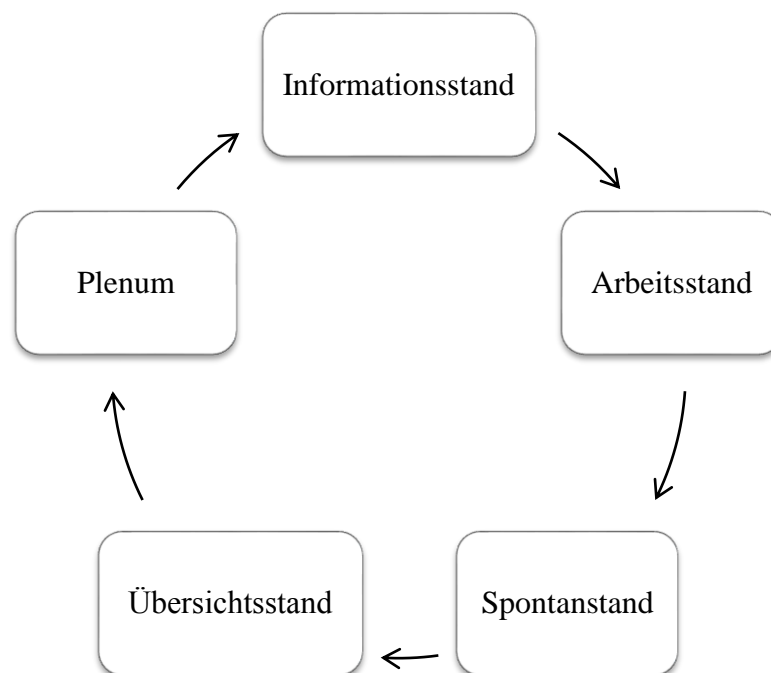 Informationsstand
Arbeitsstand
Spontanstand
Übersichtsstand
Plenum